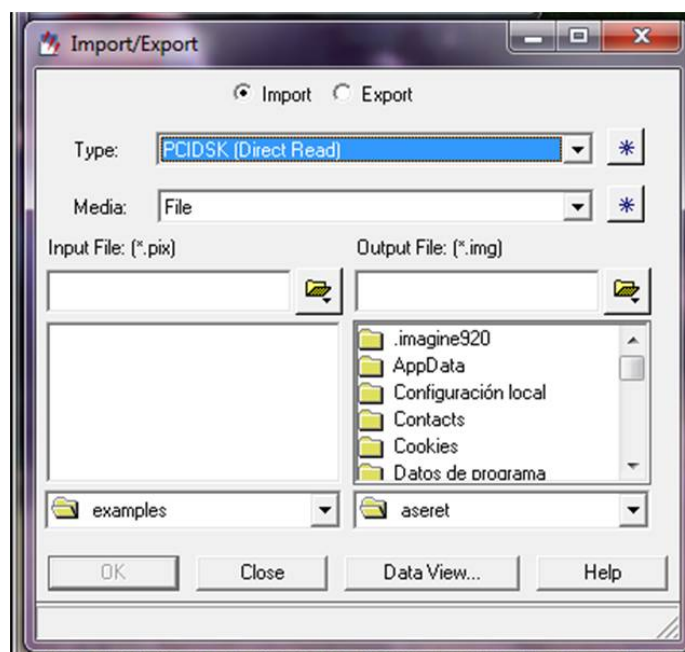 Import/Export
Import Export
Type: PCIDSK (Direct Read)
Media: File
Input File: (*.pix) Output File: (*.img)
.imagine920
AppData
Configuración local
Contacts
Cookies
Datos de programa
examples aseret
OK Close Data View... Help